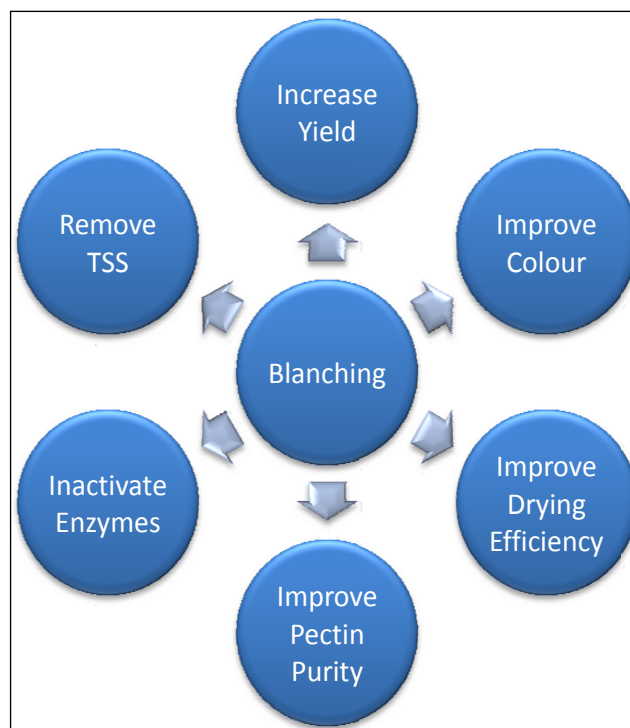 Increase
Yield
Remove
TSS
Improve
Colour
Blanching
Inactivate
Enzymes
Improve
Drying
Efficiency
Improve
Pectin
Purity